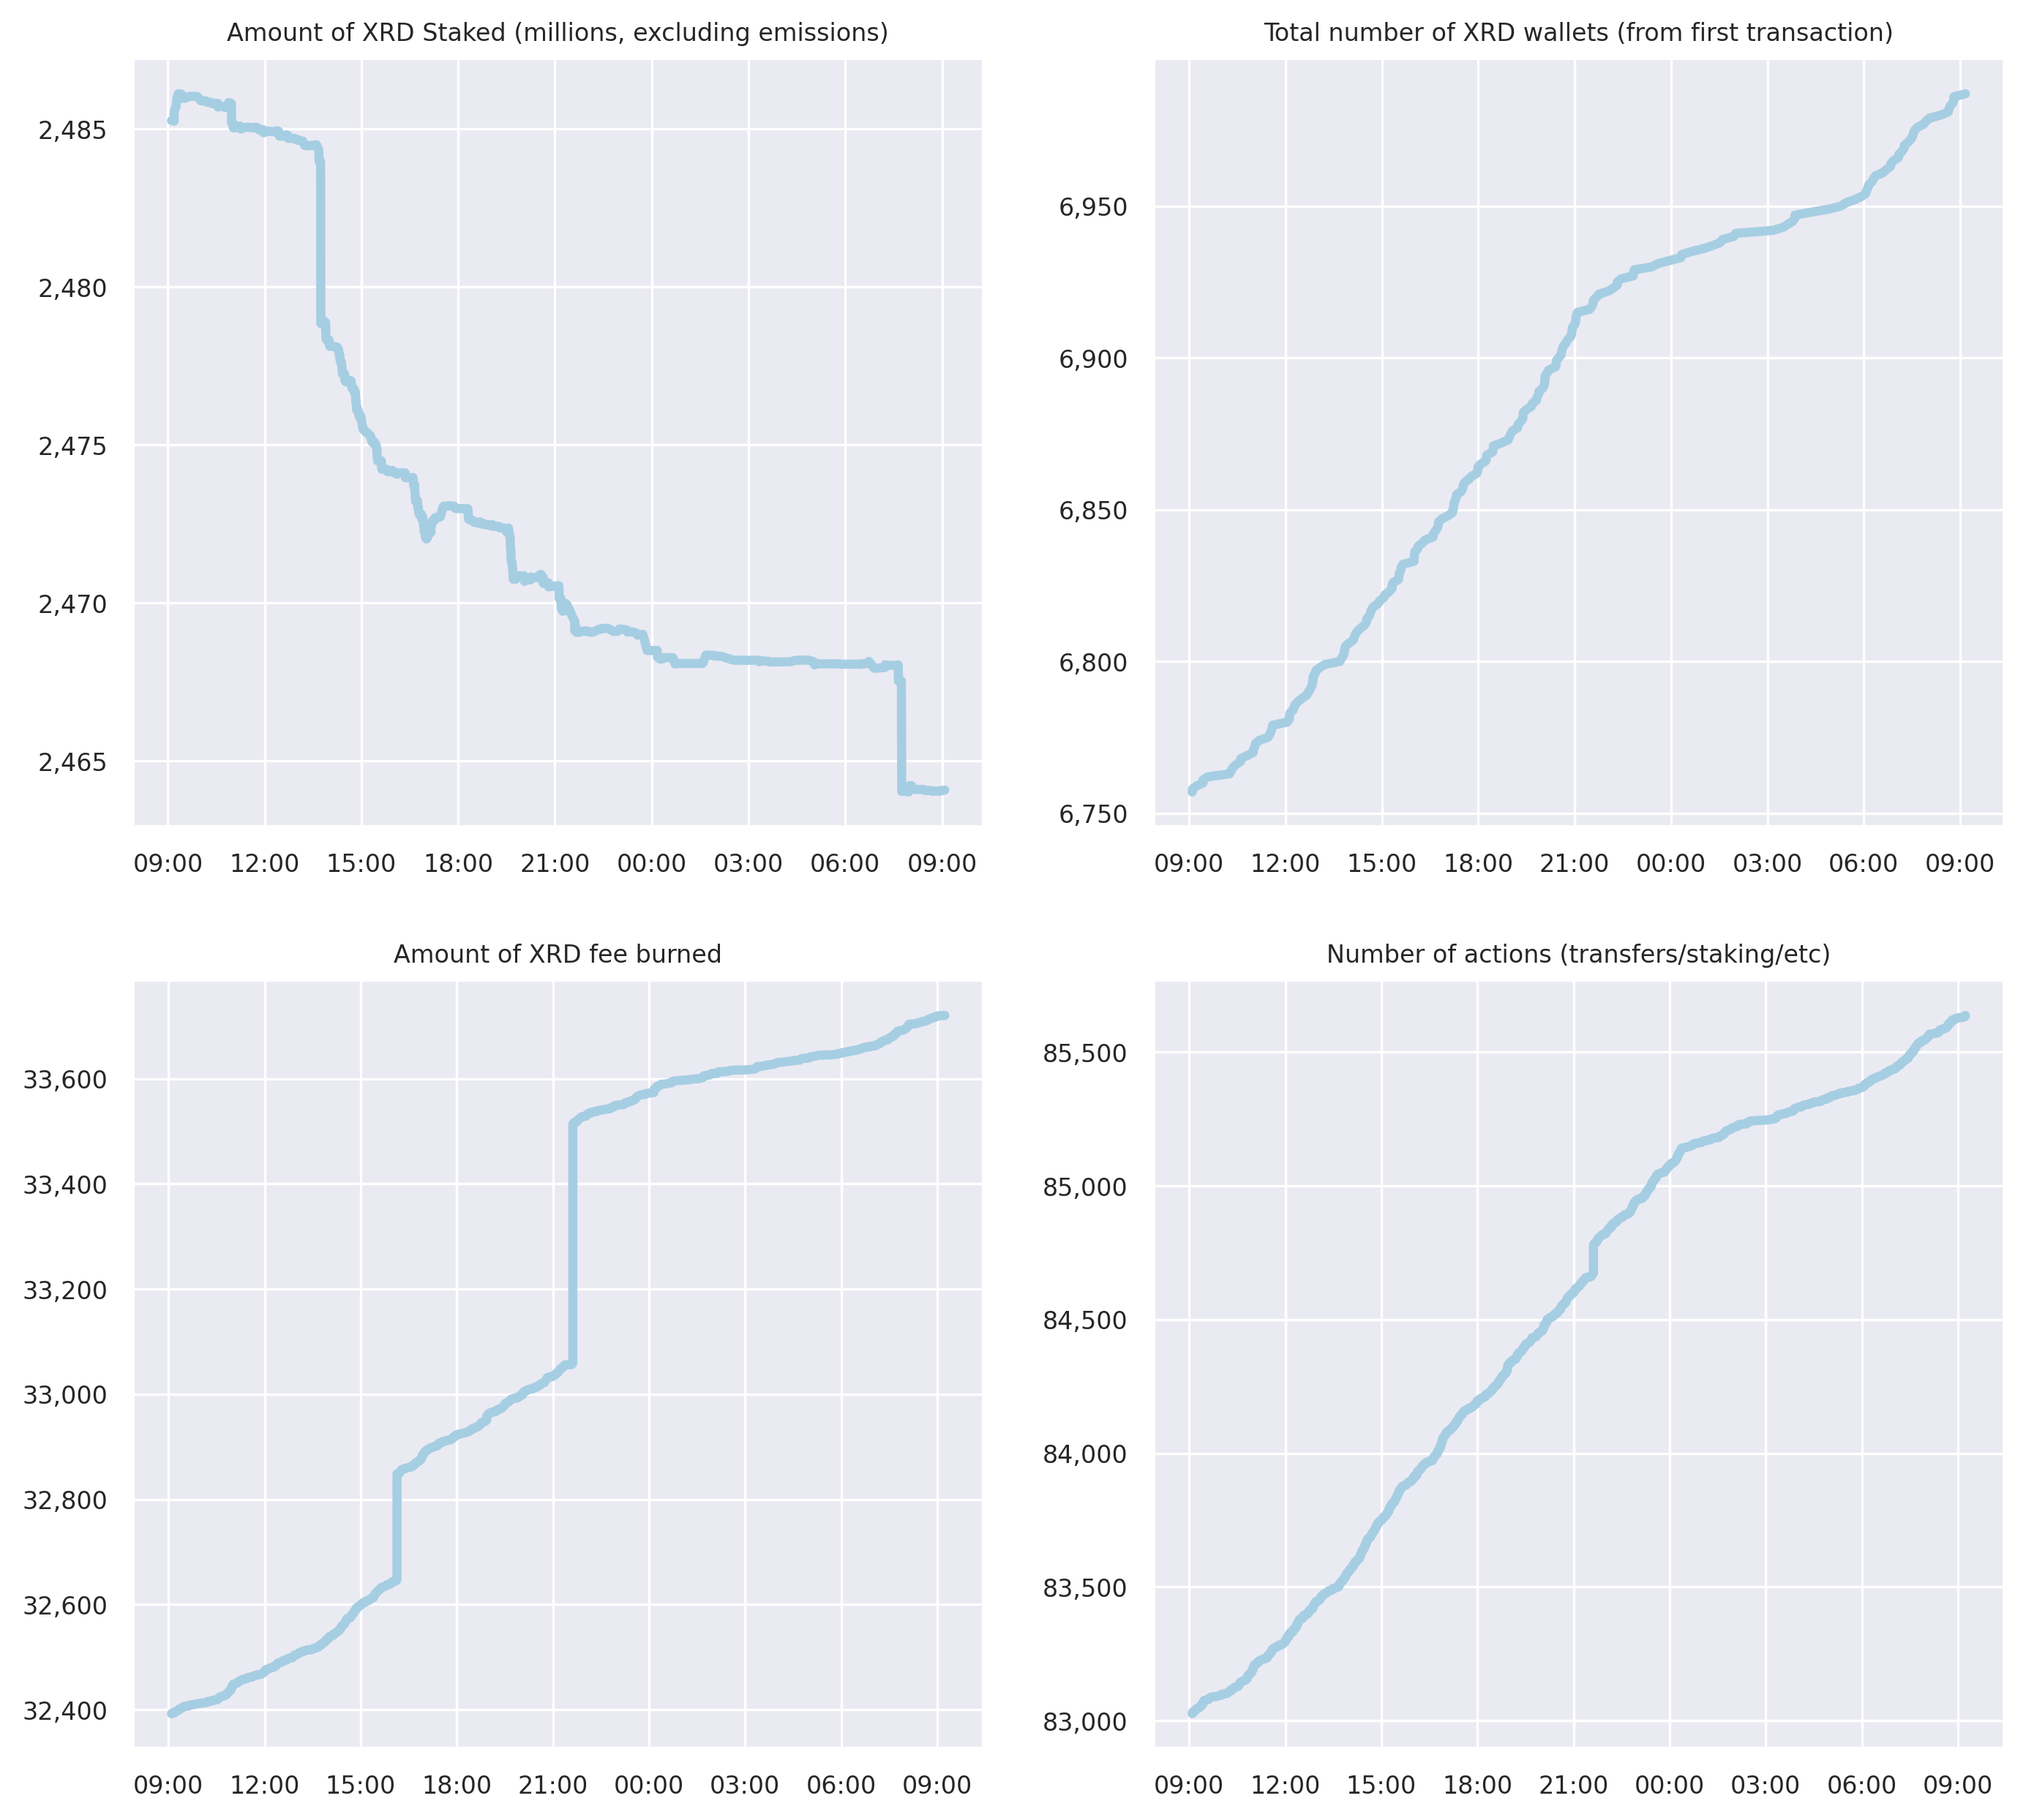 Amount of XRD Staked (millions, excluding emissions)
2,485
2,480
2,475
2,470
2,465
09:00 12:00 15:00 18:00 21:00 00:00 03:00 06:00 09:00
Total number of XRD wallets (from first transaction)
6,950
6,900
6,850
6,800
6,750
09:00 12:00 15:00 18:00 21:00 00:00 03:00 06:00 09:00
Amount of XRD fee burned
33,600
33,400
33,200
33,000
32,800
32,600
32,400
09:00 12:00 15:00 18:00 21:00 00:00 03:00 06:00 09:00
Number of actions (transfers/staking/etc)
85,500
85,000
84,500
84,000
83,500
83,000
09:00 12:00 15:00 18:00 21:00 00:00 03:00 06:00 09:00